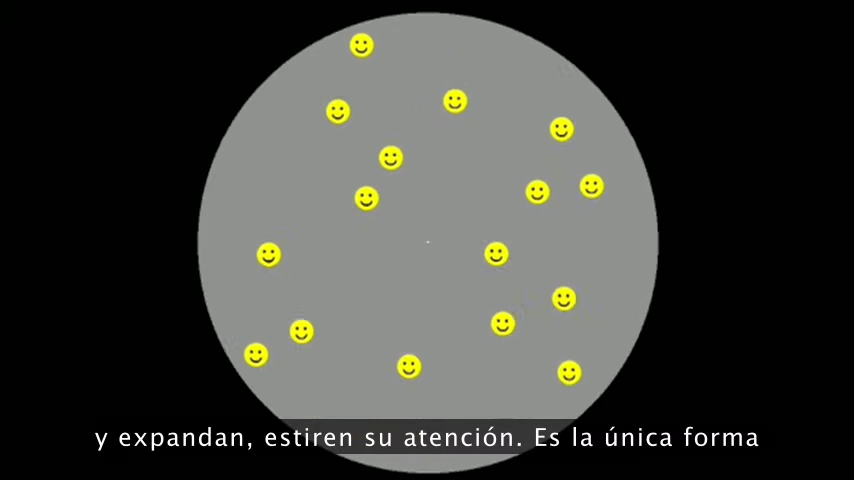 y expandan, estiren su atención. Es la única forma